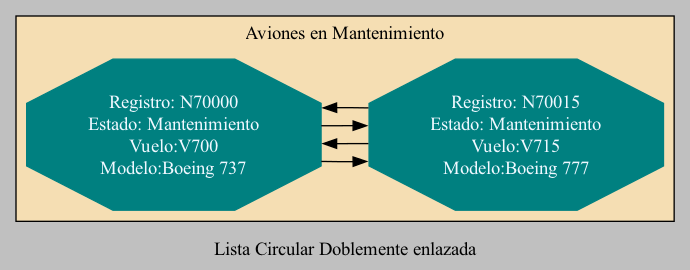 Aviones en Mantenimiento
Registro: N70000
Estado: Mantenimiento
Vuelo:V700
Modelo:Boeing 737
Registro: N70015
Estado: Mantenimiento
Vuelo:V715
Modelo:Boeing 777
Lista Circular Doblemente enlazada